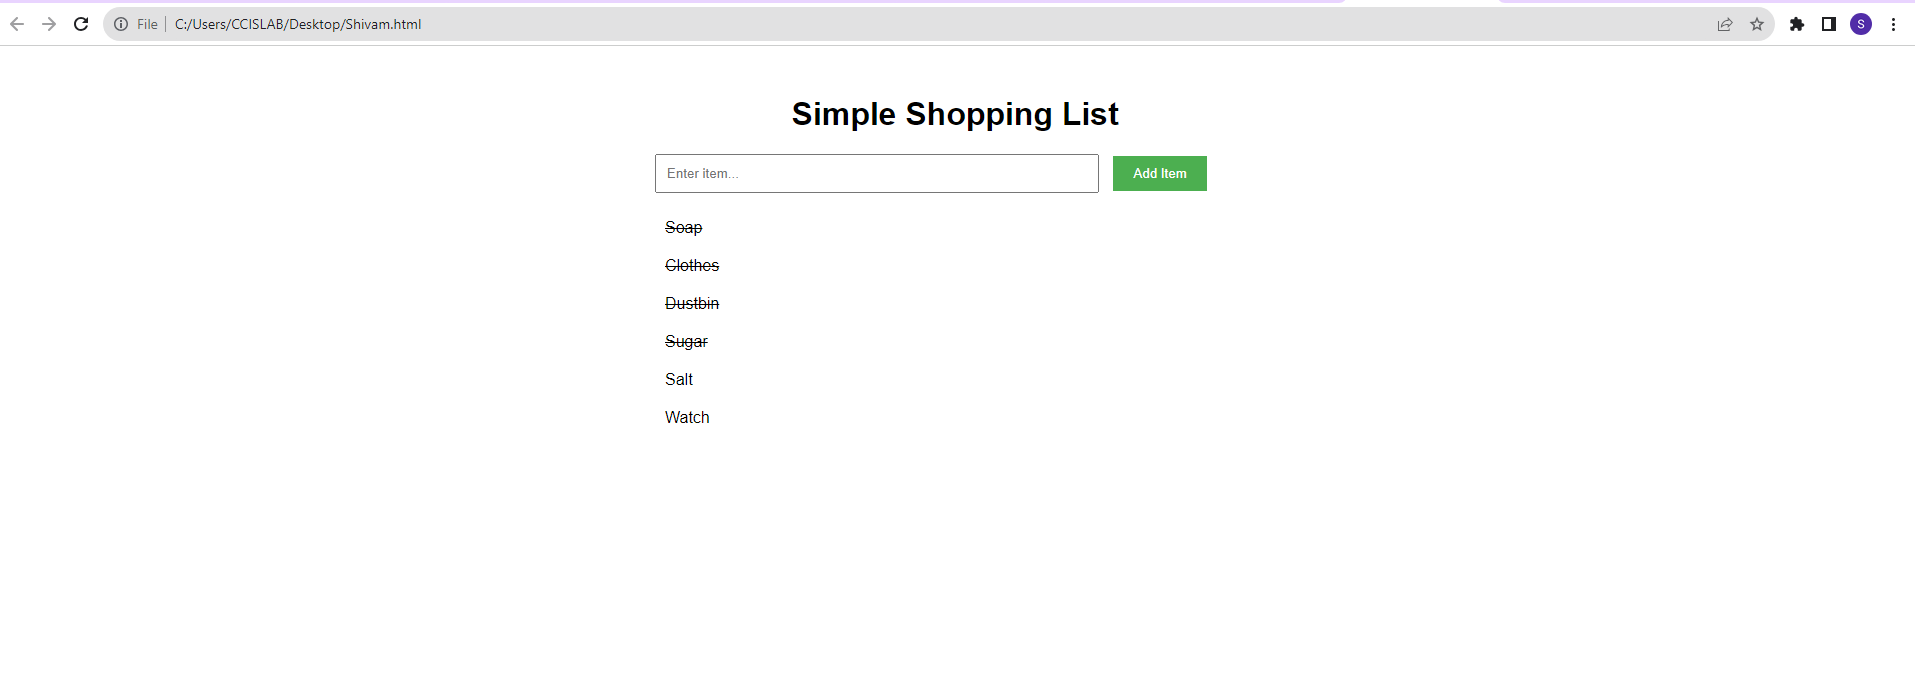 File C:/Users/CCISLAB/Desktop/Shivam.html
S
Simple Shopping List
Enter item...
Add Item
Soap
Clothes
Dustbin
Sugar
Salt
Watch